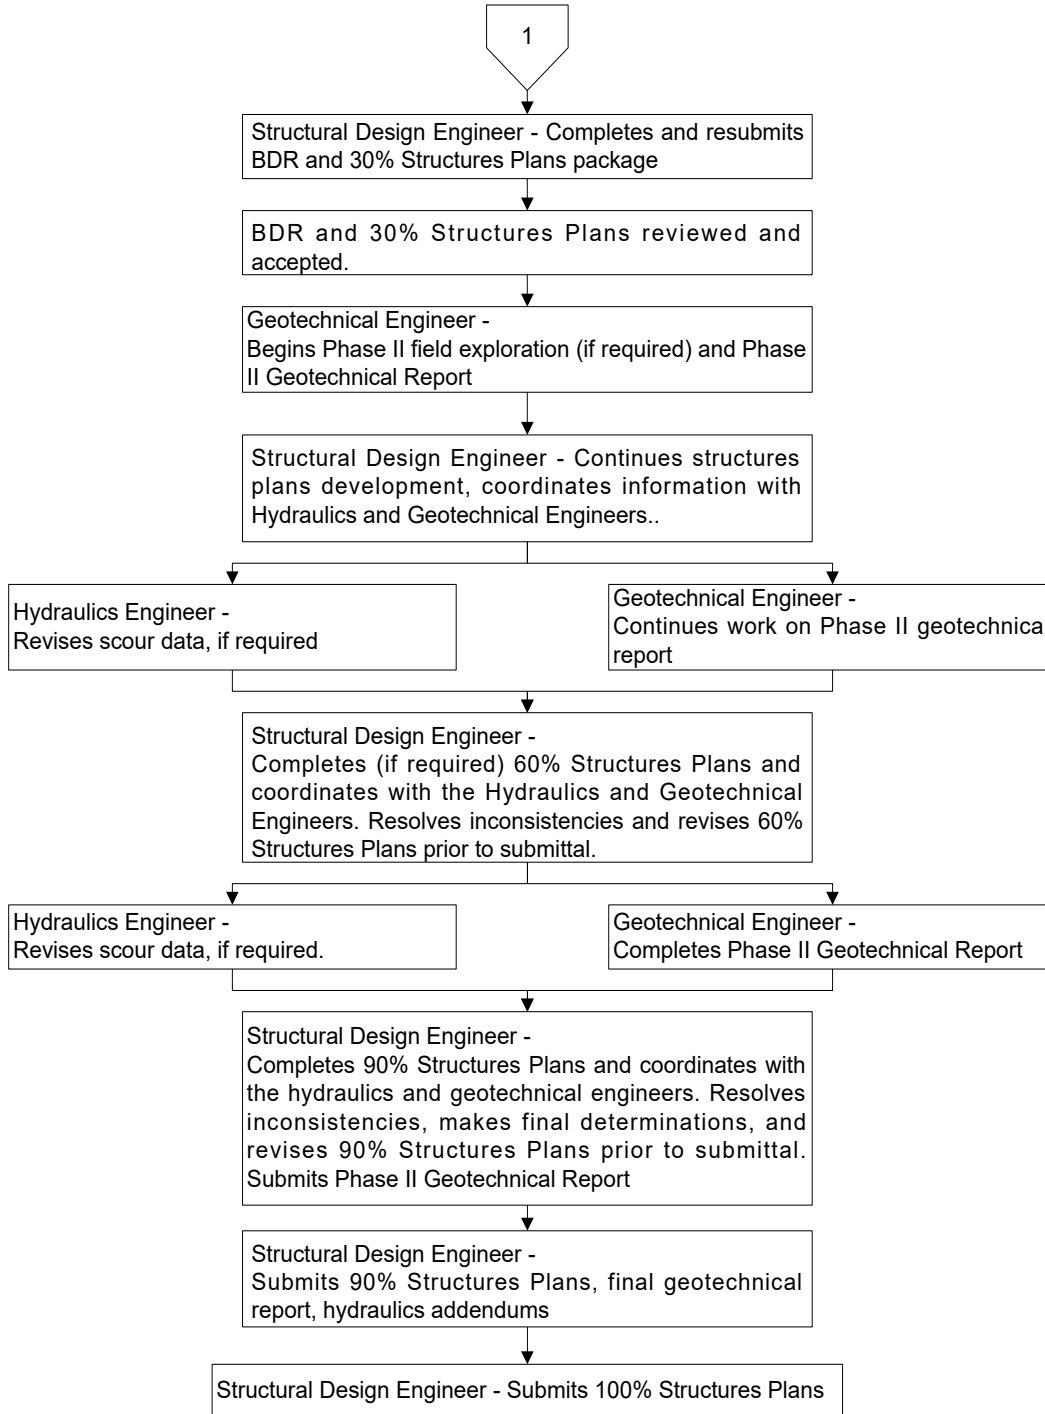 1
Structural Design Engineer - Completes and resubmits
BDR and 30% Structures Plans package
BDR and 30% Structures Plans reviewed and
accepted.
Geotechnical Engineer -
Begins Phase II field exploration (if required) and Phase
II Geotechnical Report
Structural Design Engineer - Continues structures
plans development, coordinates information with
Hydraulics and Geotechnical Engineers..
Hydraulics Engineer -
Revises scour data, if required
Geotechnical Engineer -
Continues work on Phase II geotechnica
report
Structural Design Engineer -
Completes (if required) 60% Structures Plans and
coordinates with the Hydraulics and Geotechnical
Engineers. Resolves inconsistencies and revises 60%
Structures Plans prior to submittal.
Hydraulics Engineer -
Revises scour data, if required.
Geotechnical Engineer -
Completes Phase II Geotechnical Report
Structural Design Engineer -
Completes 90% Structures Plans and coordinates with
the hydraulics and geotechnical engineers. Resolves
inconsistencies, makes final determinations, and
revises 90% Structures Plans prior to submittal.
Submits Phase II Geotechnical Report
Structural Design Engineer -
Submits 90% Structures Plans, final geotechnical
report, hydraulics addendums
Structural Design Engineer - Submits 100% Structures Plans